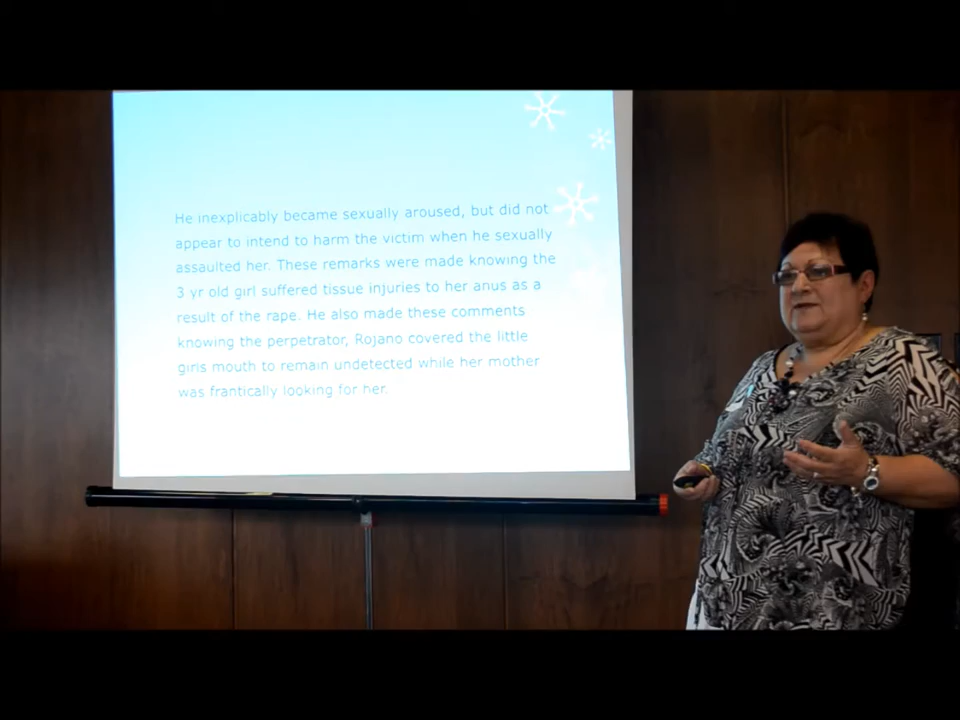 He inexplicably became sexually aroused, but did not
appear to intend to harm the victim when he sexually
assaulted her. These remarks were made knowing the
3 yr old girl suffered tissue injuries to her anus as a
result of the rape. He also made these comments
knowing the perpetrator, Rojano covered the little
girls mouth to remain undetected while her mother
was frantically looking for her.